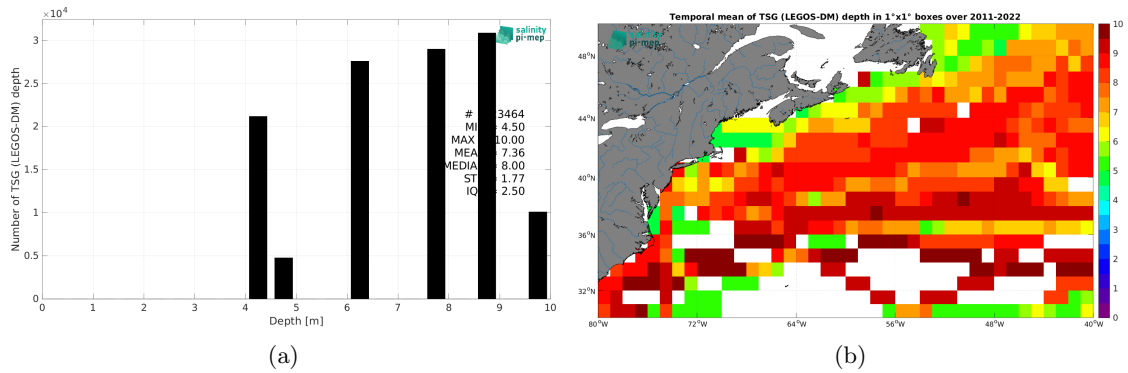 ×10⁴
3
2.5
2
1.5
1
0.5
0
0 1 2 3 4 5 6 7 8 9 10
Number of TSG (LEGOS-DM) depth
Depth [m]
salinity
pi-mep
# 3464
MI 4.50
MAX 10.00
MEA = 7.36
MEDIA 8.00
ST 1.77
IQ 2.50
(a)
Temporal mean of TSG (LEGOS-DM) depth in 1°x1° boxes over 2011-2022
salinity
pi-mep
48°N
44°N
40°N
36°N
32°N
80°W 72°W 64°W 56°W 48°W 40°W
10
9
8
7
6
5
4
3
2
1
0
(b)